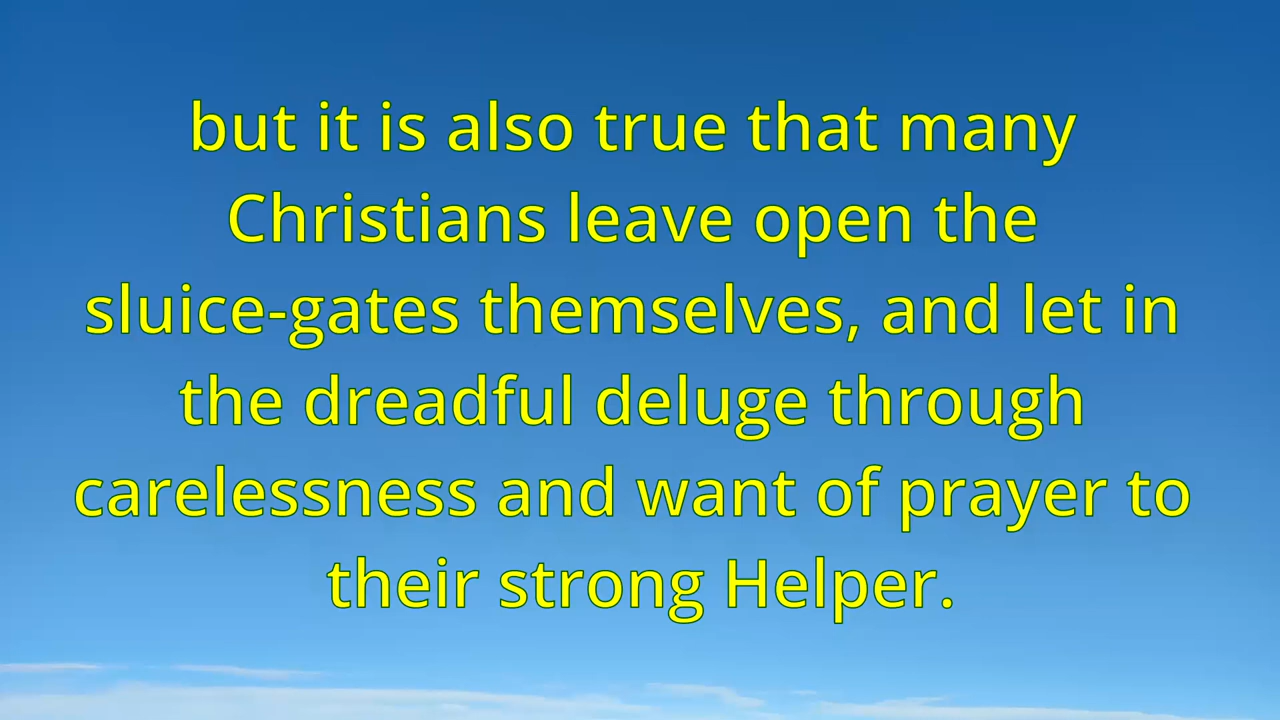 but it is also true that many
Christians leave open the
sluice-gates themselves, and let in
the dreadful deluge through
carelessness and want of prayer to
their strong Helper.